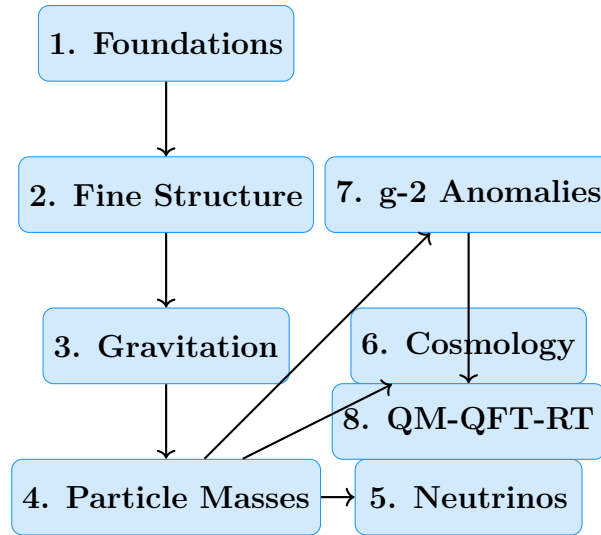 1. Foundations
2. Fine Structure
7. g-2 Anomalies
3. Gravitation
6. Cosmology
8. QM-QFT-RT
4. Particle Masses
5. Neutrinos